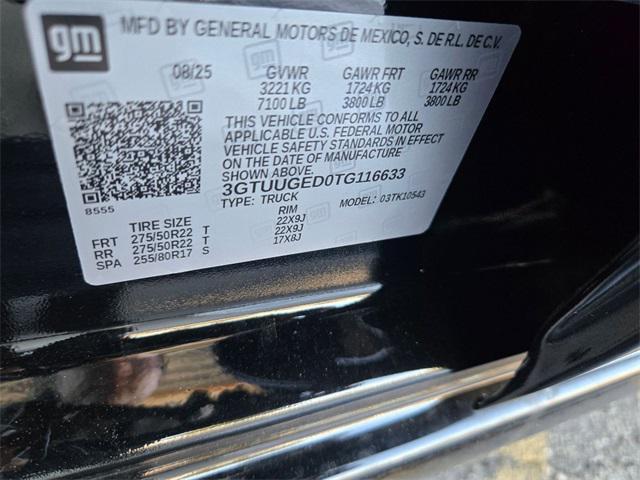 gm
MFD BY GENERAL MOTORS DE MEXICO, S. DE R.L. DE C.V.
08/25 GVWR GAWR FRT GAWR RR
3221 KG 1724 KG 1724 KG
7100 LB 3800 LB 3800 LB
THIS VEHICLE CONFORMS TO ALL
APPLICABLE U.S. FEDERAL MOTOR
VEHICLE SAFETY STANDARDS IN EFFECT
ON THE DATE OF MANUFACTURE
SHOWN ABOVE.
3GTUUGED0TG116633
8555 TYPE: TRUCK MODEL: 03TK10543
TIRE SIZE RIM
FRT 275/50R22 T 22X9J
RR 275/50R22 T 22X9J
SPA 255/80R17 S 17X8J